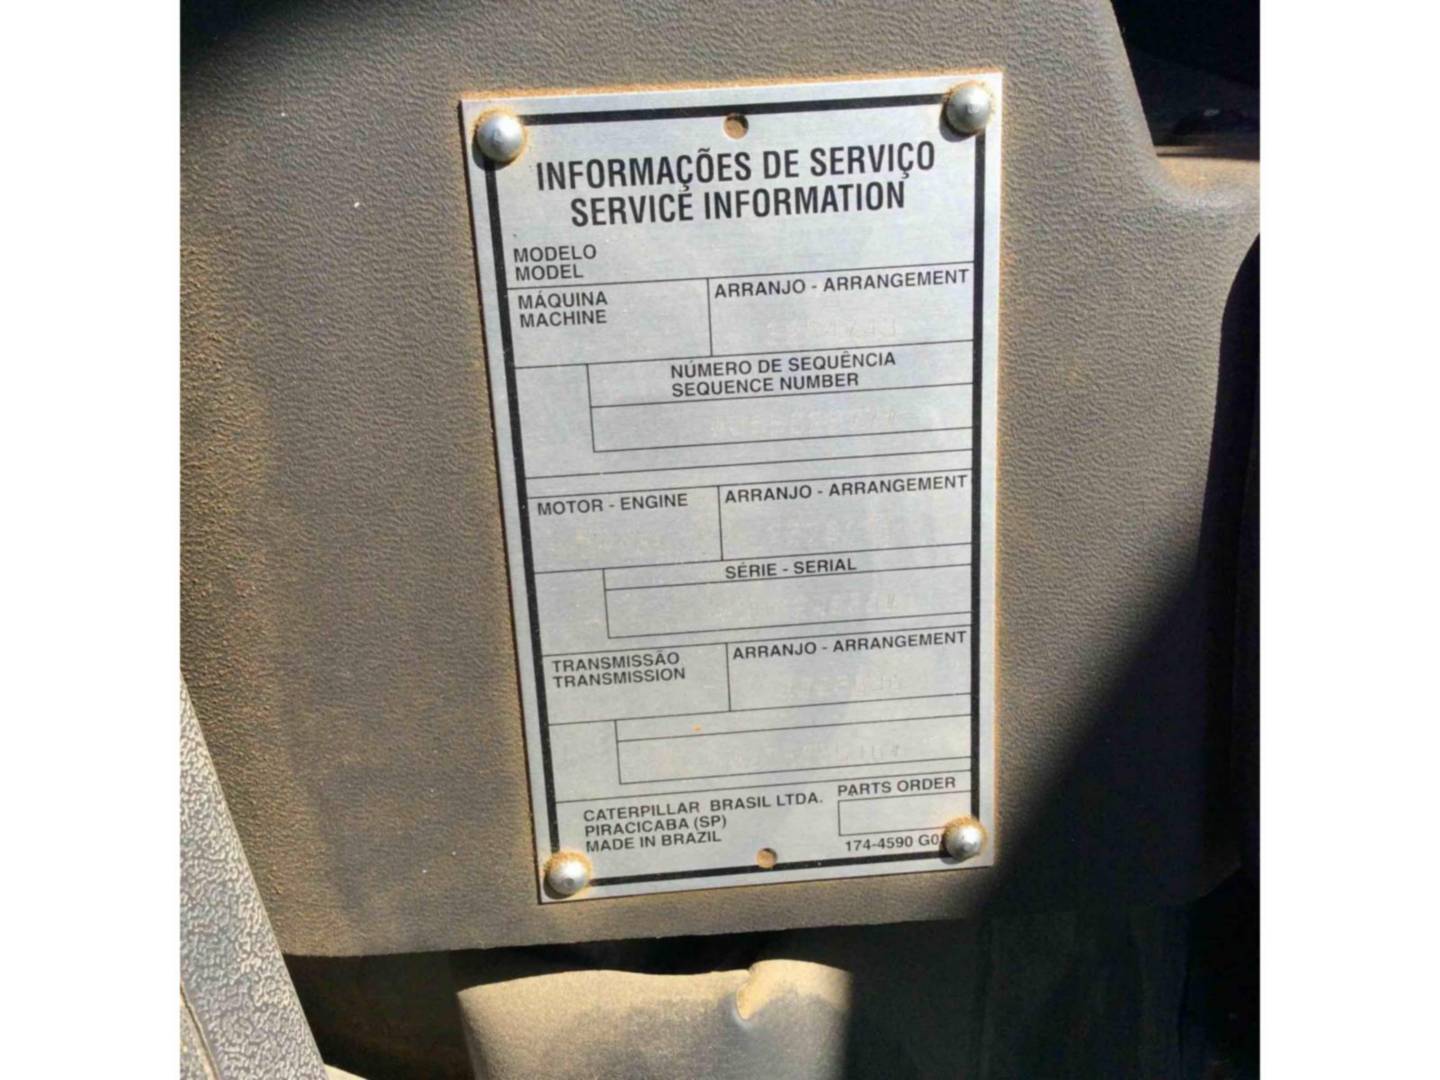 INFORMAÇÕES DE SERVIÇO
SERVICE INFORMATION
MODELO
MODEL
MÁQUINA
MACHINE
ARRANJO - ARRANGEMENT
NÚMERO DE SEQUÊNCIA
SEQUENCE NUMBER
MOTOR - ENGINE
ARRANJO - ARRANGEMENT
SÉRIE - SERIAL
TRANSMISSÃO
TRANSMISSION
ARRANJO - ARRANGEMENT
CATERPILLAR BRASIL LTDA.
PIRACICABA (SP)
MADE IN BRAZIL
PARTS ORDER
174-4590